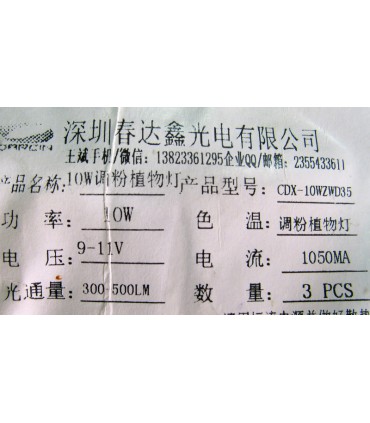 深圳春达鑫光电有限公司
王斌手机/微信: 13823361295企业QQ/邮箱: 2355433611
产品名称: 10W调粉植物灯 产品型号: CDX-10WZWD35
功 率: 10W 色 温: 调粉植物灯
电 压: 9-11V 电 流: 1050MA
光通量: 300-500LM 数 量: 3 PCS